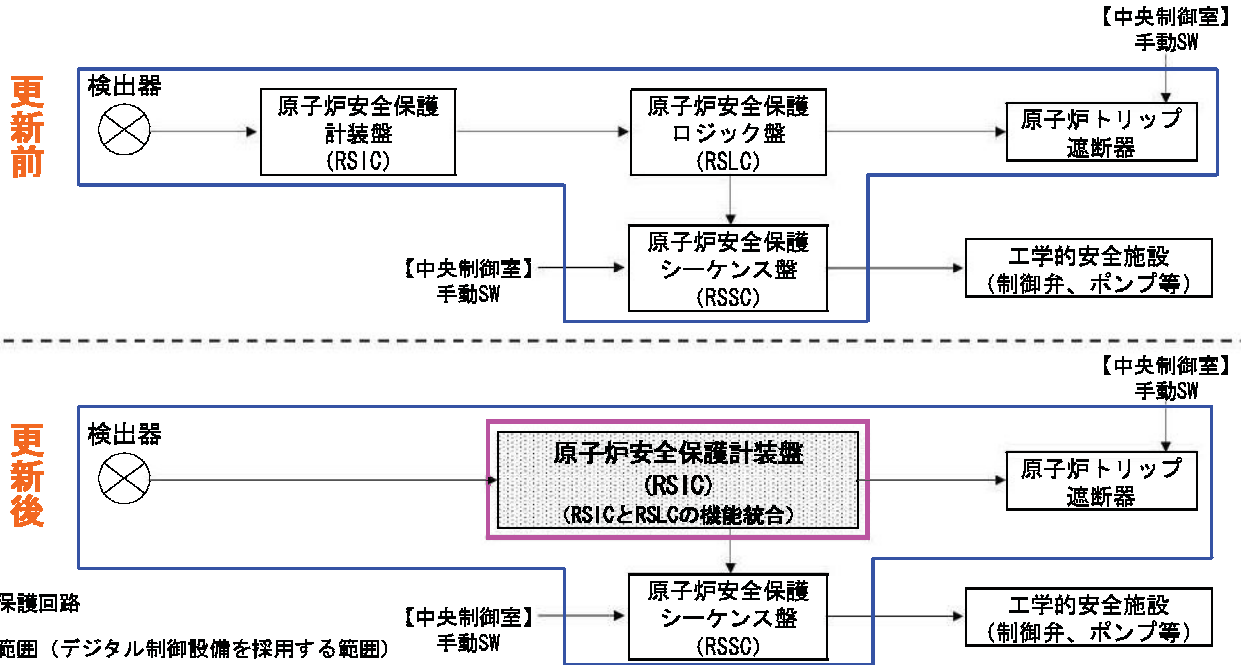 【中央制御室】
手動SW
更新前
検出器
原子炉安全保護
計装盤
(RSIC)
原子炉安全保護
ロジック盤
(RSLC)
原子炉トリップ
遮断器
【中央制御室】
手動SW
原子炉安全保護
シーケンス盤
(RSSC)
工学的安全施設
(制御弁、ポンプ等)
【中央制御室】
手動SW
更新後
検出器
原子炉安全保護計装盤
(RSIC)
(RSICとRSLCの機能統合)
原子炉トリップ
遮断器
保護回路
【中央制御室】
手動SW
原子炉安全保護
シーケンス盤
(RSSC)
工学的安全施設
(制御弁、ポンプ等)
範囲（デジタル制御設備を採用する範囲）